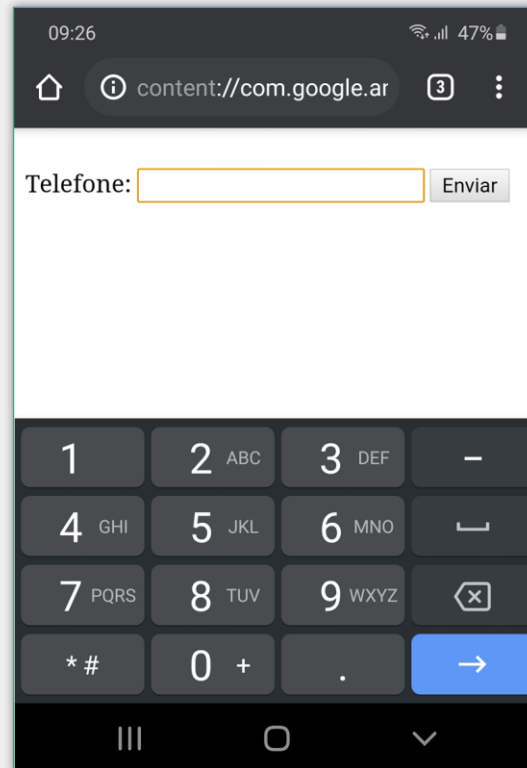 09:26 47%
content://com.google.ar 3
Telefone: Enviar
1 2 ABC 3 DEF -
4 GHI 5 JKL 6 MNO
7 PQRS 8 TUV 9 WXYZ
* # 0 + .